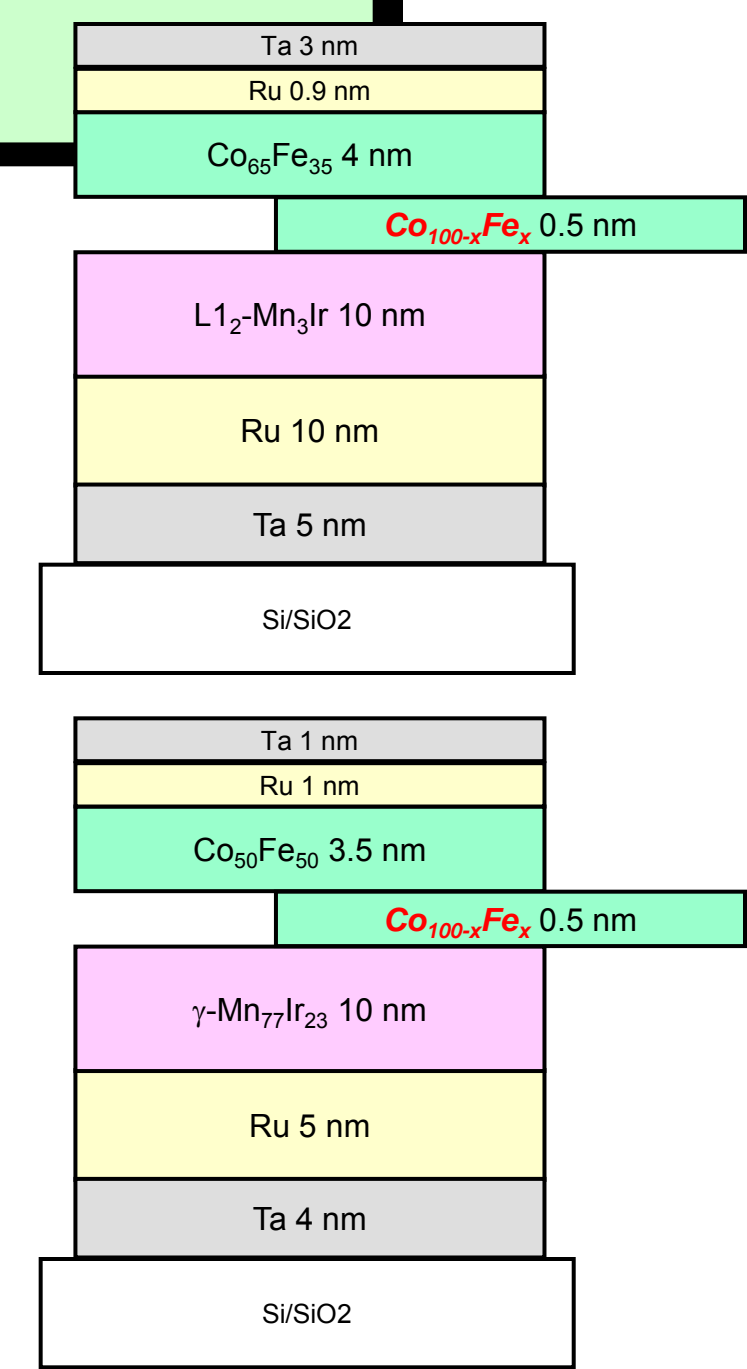 Ta 3 nm
Ru 0.9 nm
Co₆₅Fe₃₅ 4 nm
Co₁₀₀₋ₓFeₓ 0.5 nm
L1₂-Mn₃Ir 10 nm
Ru 10 nm
Ta 5 nm
Si/SiO2
Ta 1 nm
Ru 1 nm
Co₅₀Fe₅₀ 3.5 nm
Co₁₀₀₋ₓFeₓ 0.5 nm
γ-Mn₇₇Ir₂₃ 10 nm
Ru 5 nm
Ta 4 nm
Si/SiO2